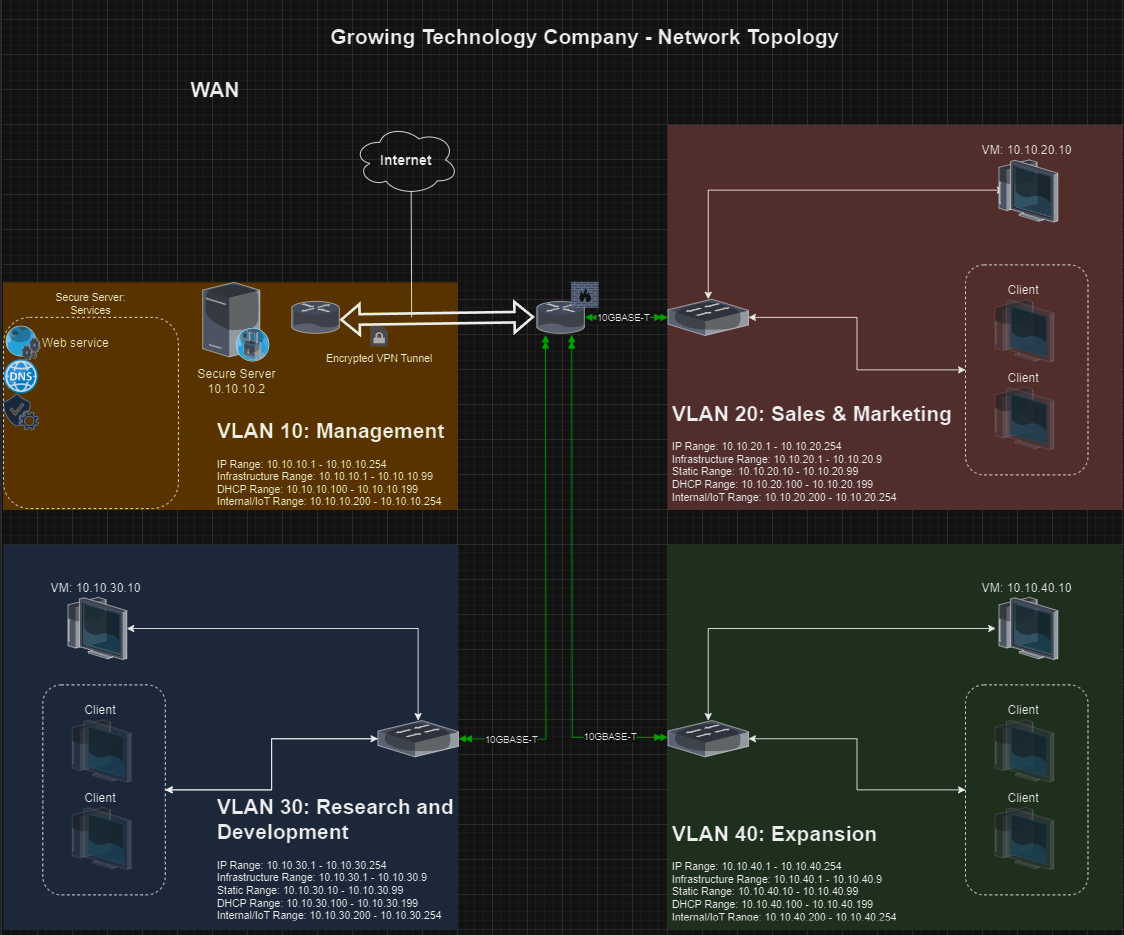 Growing Technology Company - Network Topology
WAN
Internet
VM: 10.10.20.10
Client
Client
10GBASE-T
VLAN 20: Sales & Marketing
IP Range: 10.10.20.1 - 10.10.20.254
Infrastructure Range: 10.10.20.1 - 10.10.20.9
Static Range: 10.10.20.10 - 10.10.20.99
DHCP Range: 10.10.20.100 - 10.10.20.199
Internal/IoT Range: 10.10.20.200 - 10.10.20.254
Secure Server:
Services
Web service
DNS
Secure Server
10.10.10.2
Encrypted VPN Tunnel
VLAN 10: Management
IP Range: 10.10.10.1 - 10.10.10.254
Infrastructure Range: 10.10.10.1 - 10.10.10.99
DHCP Range: 10.10.10.100 - 10.10.10.199
Internal/IoT Range: 10.10.10.200 - 10.10.10.254
VM: 10.10.30.10
Client
Client
10GBASE-T
VLAN 30: Research and
Development
IP Range: 10.10.30.1 - 10.10.30.254
Infrastructure Range: 10.10.30.1 - 10.10.30.9
Static Range: 10.10.30.10 - 10.10.30.99
DHCP Range: 10.10.30.100 - 10.10.30.199
Internal/IoT Range: 10.10.30.200 - 10.10.30.254
VM: 10.10.40.10
Client
Client
10GBASE-T
VLAN 40: Expansion
IP Range: 10.10.40.1 - 10.10.40.254
Infrastructure Range: 10.10.40.1 - 10.10.40.9
Static Range: 10.10.40.10 - 10.10.40.99
DHCP Range: 10.10.40.100 - 10.10.40.199
Internal/IoT Range: 10.10.40.200 - 10.10.40.254